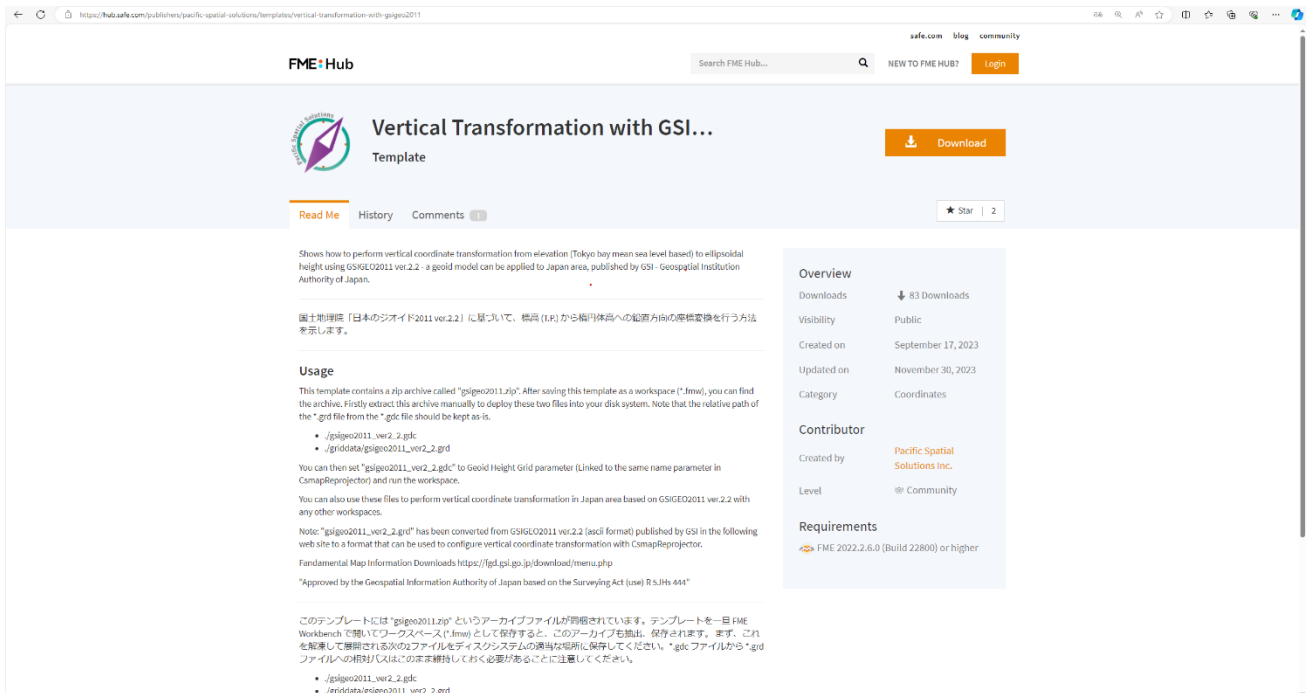 https://hub.safe.com/publishers/pacific-spatial-solutions/templates/vertical-transformation-with-gsigeo2011
safe.com blog community
FME Hub
Search FME Hub...
NEW TO FME HUB?
Login
Pacific Spatial Solutions
Vertical Transformation with GSI...
Template
Download
Read Me
History
Comments 1
★ Star | 2
Shows how to perform vertical coordinate transformation from elevation (Tokyo bay mean sea level based) to ellipsoidal
height using GSIGEO2011 ver.2.2 - a geoid model can be applied to Japan area, published by GSI - Geospatial Institution
Authority of Japan.
国土地理院「日本のジオイド2011 ver.2.2」に基づいて、標高 (T.P.) から楕円体高への鉛直方向の座標変換を行う方法
を示します。
Usage
This template contains a zip archive called "gsigeo2011.zip". After saving this template as a workspace (*.fmw), you can find
the archive. Firstly extract this archive manually to deploy these two files into your disk system. Note that the relative path of
the *.grd file from the *.gdc file should be kept as-is.
• ./gsigeo2011_ver2_2.gdc
• ./griddata/gsigeo2011_ver2_2.grd
You can then set "gsigeo2011_ver2_2.gdc" to Geoid Height Grid parameter (Linked to the same name parameter in
CsmapReprojector) and run the workspace.
You can also use these files to perform vertical coordinate transformation in Japan area based on GSIGEO2011 ver.2.2 with
any other workspaces.
Note: "gsigeo2011_ver2_2.grd" has been converted from GSIGEO2011 ver.2.2 (ascii format) published by GSI in the following
web site to a format that can be used to configure vertical coordinate transformation with CsmapReprojector.
Fandamental Map Information Downloads https://fgd.gsi.go.jp/download/menu.php
"Approved by the Geospatial Information Authority of Japan based on the Surveying Act (use) R 5JHs 444"
このテンプレートには "gsigeo2011.zip" というアーカイブファイルが同梱されています。テンプレートを一旦 FME
Workbench で開いてワークスペース (*.fmw) として保存すると、このアーカイブも抽出、保存されます。 まず、これ
を解凍して展開される次の2ファイルをディスクシステムの適当な場所に保存してください。*.gdc ファイルから *.grd
ファイルへの相対パスはこのまま維持しておく必要があることに注意してください。
• ./gsigeo2011_ver2_2.gdc
• ./griddata/gsigeo2011_ver2_2.grd
Overview
Downloads 83 Downloads
Visibility Public
Created on September 17, 2023
Updated on November 30, 2023
Category Coordinates
Contributor
Created by Pacific Spatial
Solutions Inc.
Level Community
Requirements
FME 2022.2.6.0 (Build 22800) or higher